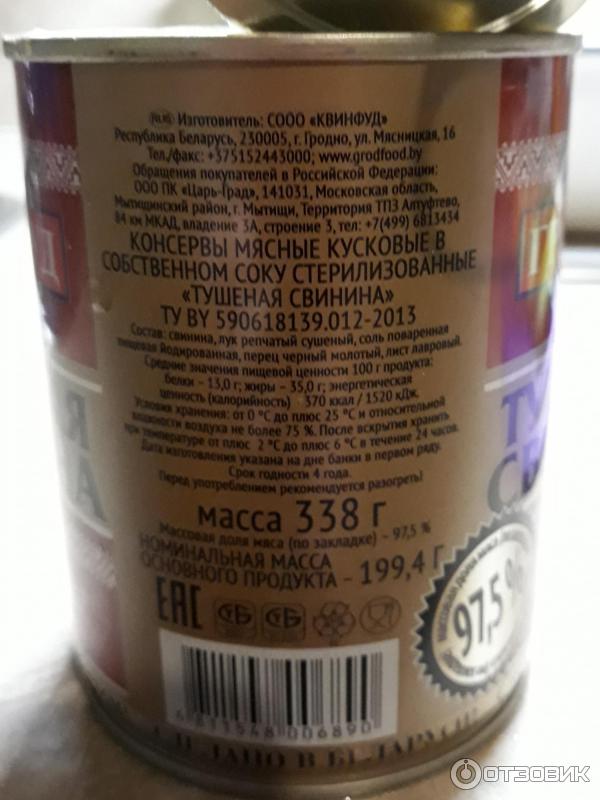 Изготовитель: СООО «КВИНФУД»
Республика Беларусь, 230005, г. Гродно, ул. Мясницкая, 16
Тел./факс: +375152443000; www.grodfood.by
Обращения покупателей в Российской Федерации:
ООО ПК «Царь-Град», 141031, Московская область,
Мытищинский район, г. Мытищи, Территория ТПЗ Алтуфтево,
84 км МКАД, владение 3А, строение 3, тел: +7(499) 6813434
КОНСЕРВЫ МЯСНЫЕ КУСКОВЫЕ В
СОБСТВЕННОМ СОКУ СТЕРИЛИЗОВАННЫЕ
«ТУШЕНАЯ СВИНИНА»
ТУ BY 590618139.012-2013
Состав: свинина, лук репчатый сушеный, соль поваренная
пищевая йодированная, перец черный молотый, лист лавровый.
Средние значения пищевой ценности 100 г продукта:
белки – 13,0 г; жиры – 35,0 г; энергетическая
ценность (калорийность) – 370 ккал / 1520 кДж.
Условия хранения: от 0 °С до плюс 25 °С и относительной
влажности воздуха не более 75 %. После вскрытия хранить
при температуре от плюс 2 °С до плюс 6 °С в течение 24 часов.
Дата изготовления указана на дне банки в первом ряду.
Срок годности 4 года.
Перед употреблением рекомендуется разогреть!
масса 338 г
Массовая доля мяса (по закладке) – 97,5 %
НОМИНАЛЬНАЯ МАССА
ОСНОВНОГО ПРОДУКТА – 199,4 г
ЕАС СТБ СТБ
4 811548 006890
97,5%
Д
Я
А
Т
ТУ
С
В БЕЛАРУСИ
ОТЗОВИК